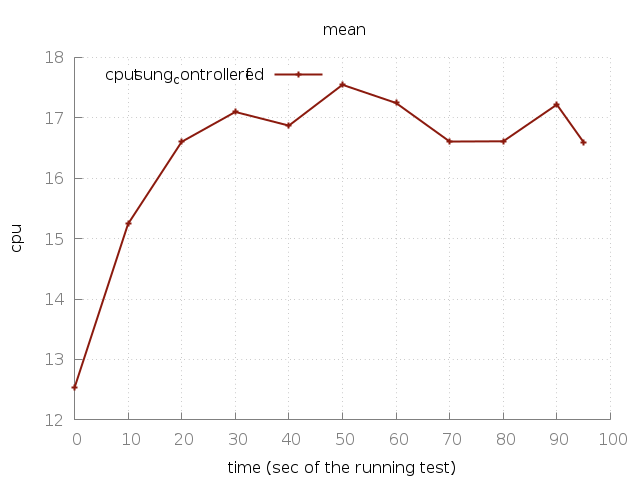 mean
18
cputsung_controllerfed
17
16
15
cpu
14
13
12
0 10 20 30 40 50 60 70 80 90 100
time (sec of the running test)